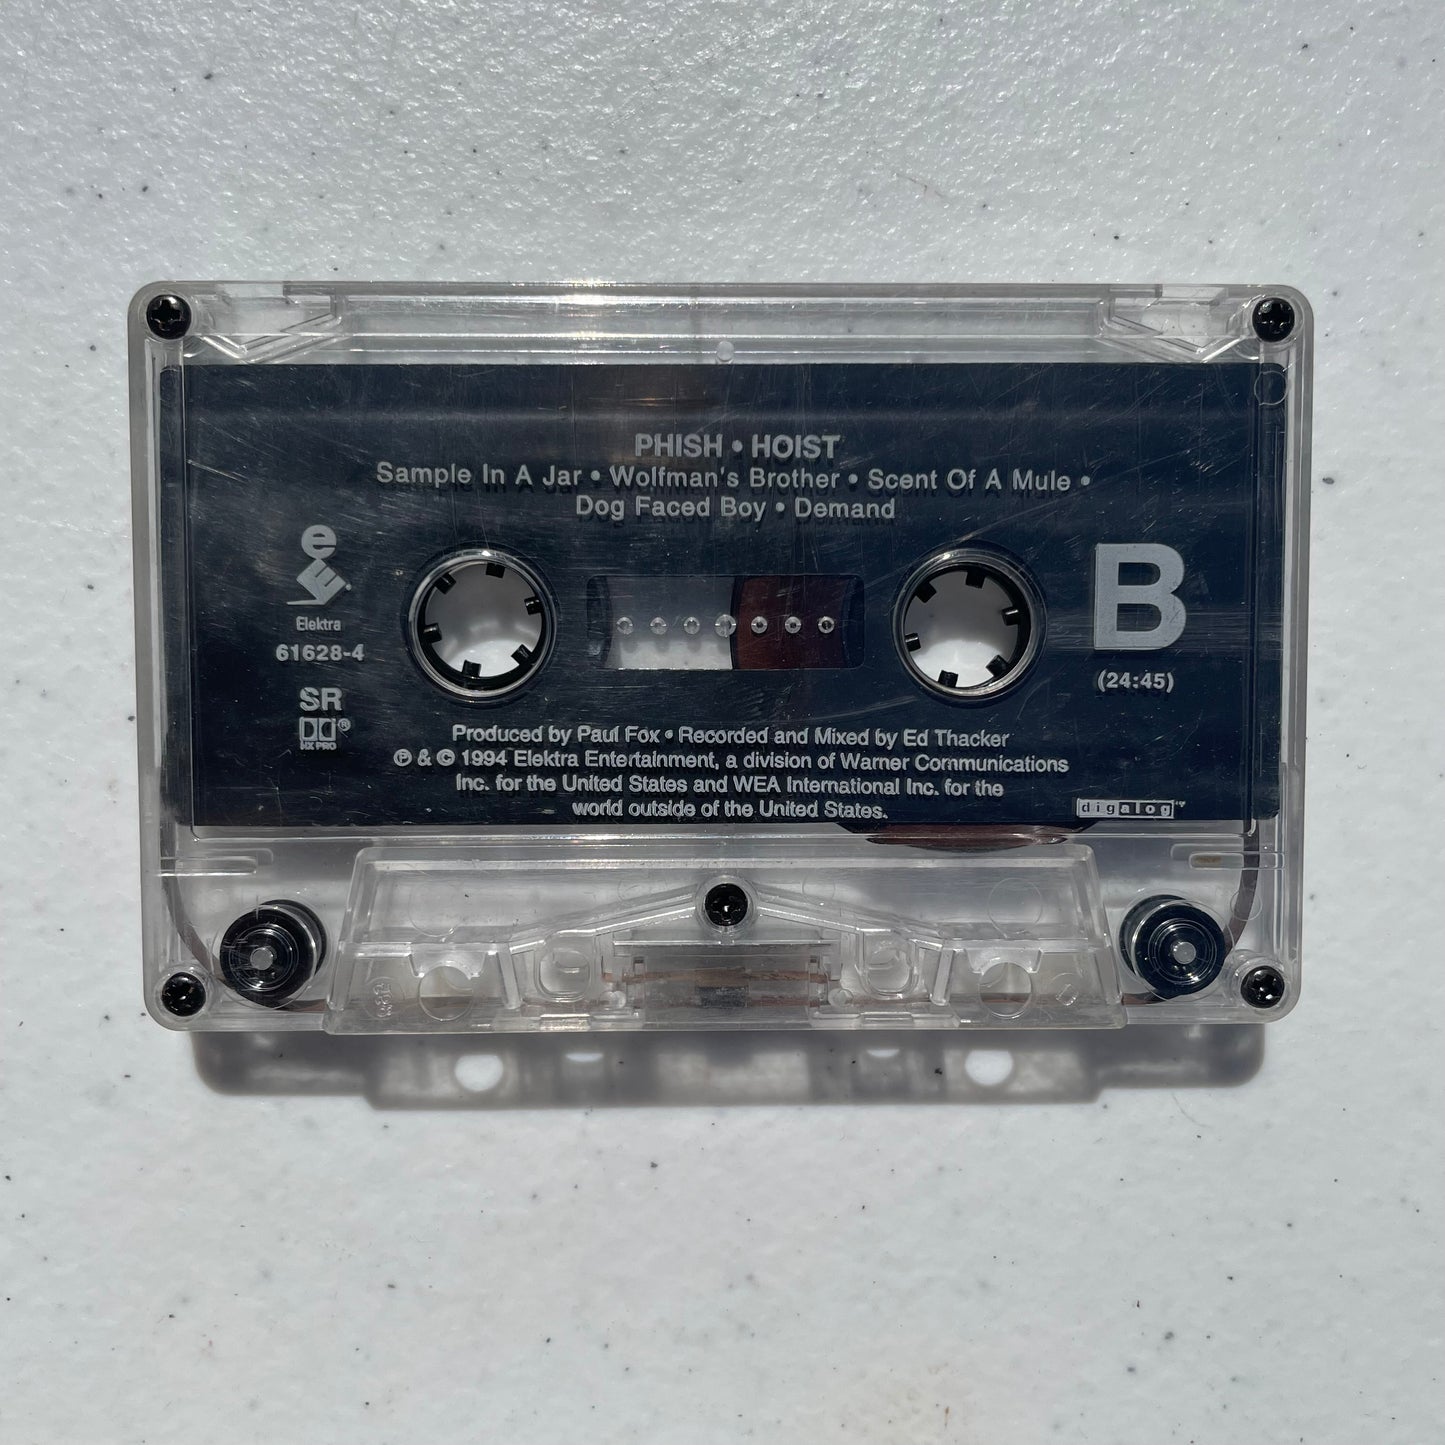 PHISH • HOIST
Sample In A Jar • Wolfman's Brother • Scent Of A Mule •
Dog Faced Boy • Demand
e
Elektra
61628-4
SR
HX PRO
B
(24:45)
Produced by Paul Fox • Recorded and Mixed by Ed Thacker
℗ & © 1994 Elektra Entertainment, a division of Warner Communications
Inc. for the United States and WEA International Inc. for the
world outside of the United States.
digalog